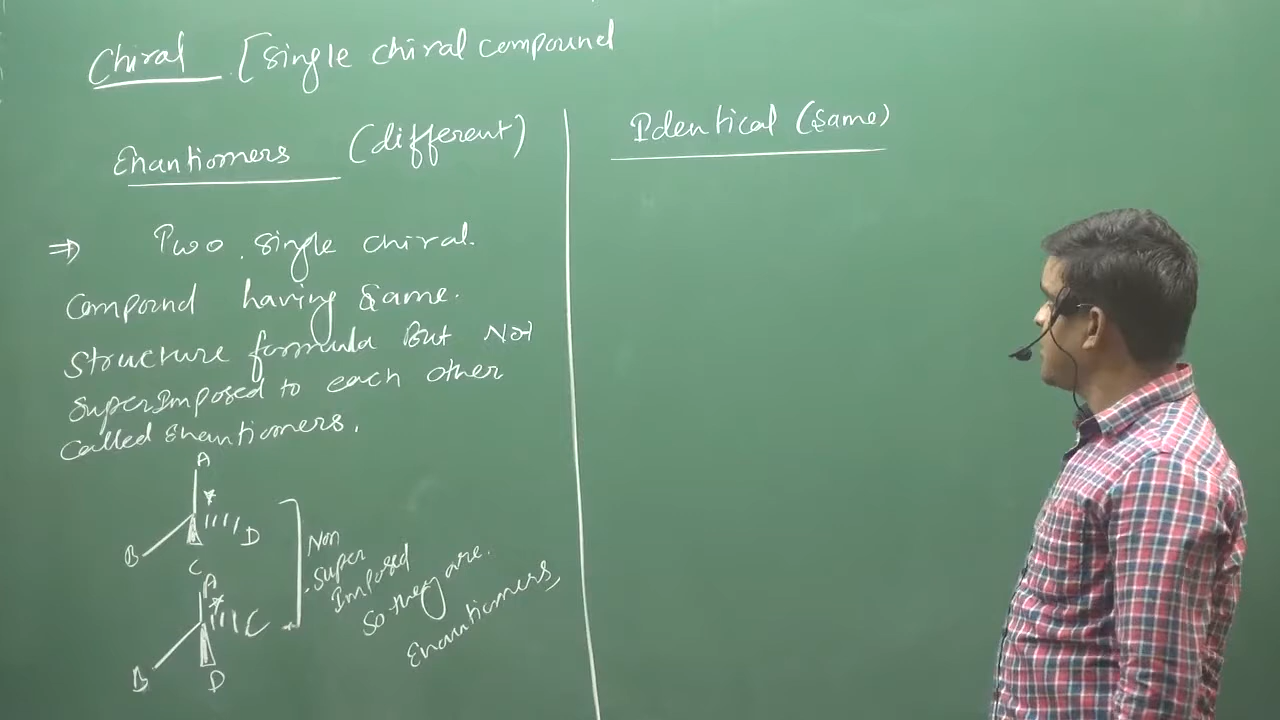 Chiral [single chiral compound
Enantiomers (different)
⇒ Two single chiral.
Compound having same.
structure formula But Not
superimposed to each other
called Enantiomers.
A
*
B
D
C
A
*
C
B
D
Non
Super
Imposed
So they are.
Enantiomers,
Identical (same)